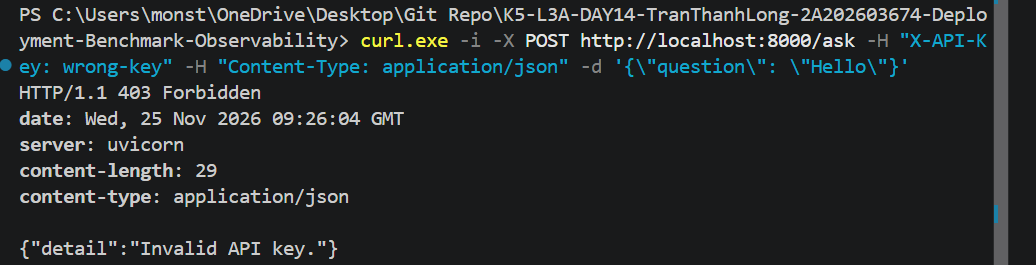 PS C:\Users\monst\OneDrive\Desktop\Git Repo\K5-L3A-DAY14-TranThanhLong-2A202603674-Deplo
yment-Benchmark-Observability> curl.exe -i -X POST http://localhost:8000/ask -H "X-API-K
ey: wrong-key" -H "Content-Type: application/json" -d '{\"question\": \"Hello\"}'
HTTP/1.1 403 Forbidden
date: Wed, 25 Nov 2026 09:26:04 GMT
server: uvicorn
content-length: 29
content-type: application/json

{"detail":"Invalid API key."}